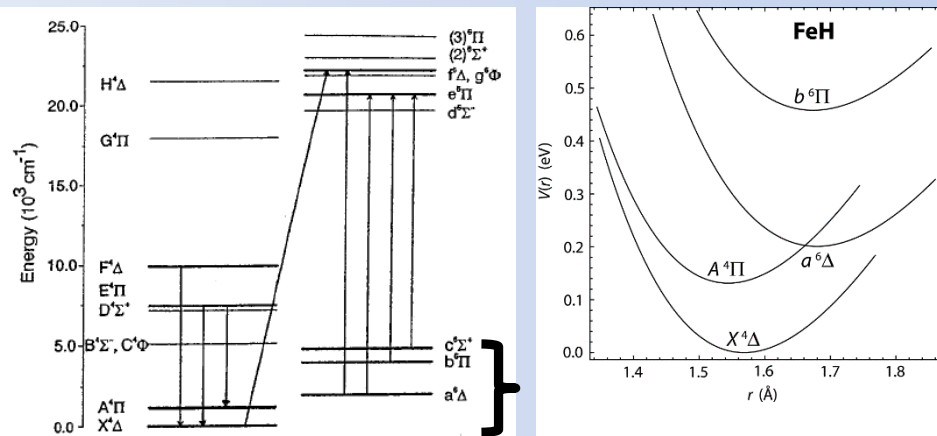 25.0
20.0
15.0
10.0
5.0
0.0
Energy (10³ cm⁻¹)
H⁴Δ
G⁴Π
F⁴Δ
E⁴Π
D⁴Σ⁺
B⁴Σ⁻, C⁴Φ
A⁴Π
X⁴Δ
(3)⁶Π
(2)⁶Σ⁺
f⁶Δ, g⁶Φ
e⁶Π
d⁶Σ⁻
c⁶Σ⁺
b⁶Π
a⁶Δ
FeH
0.6
0.5
0.4
0.3
0.2
0.1
0.0
V(r) (eV)
b ⁶Π
a ⁶Δ
A ⁴Π
X ⁴Δ
1.4 1.5 1.6 1.7 1.8
r (Å)